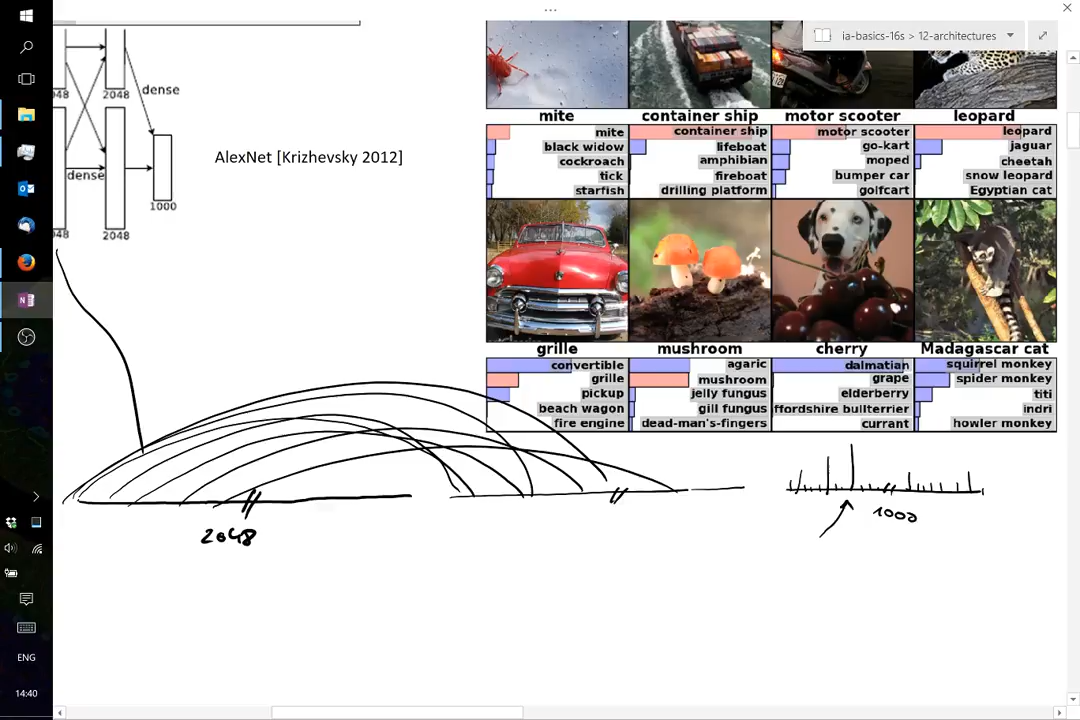 ia-basics-16s > 12-architectures
2048
2048
dense
AlexNet [Krizhevsky 2012]
dense
1000
48
2048
mite
container ship
motor scooter
leopard
mite
black widow
cockroach
tick
starfish
container ship
lifeboat
amphibian
fireboat
drilling platform
motor scooter
go-kart
moped
bumper car
golfcart
leopard
jaguar
cheetah
snow leopard
Egyptian cat
grille
mushroom
cherry
Madagascar cat
convertible
grille
pickup
beach wagon
fire engine
agaric
mushroom
jelly fungus
gill fungus
dead-man's-fingers
dalmatian
grape
elderberry
ffordshire bullterrier
currant
squirrel monkey
spider monkey
titi
indri
howler monkey
2048
1000
ENG
14:40